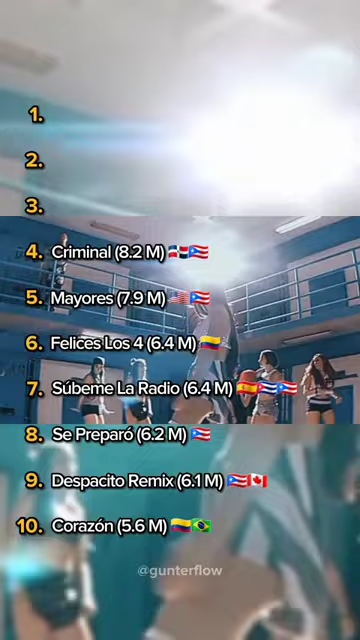 1.
2.
3.
4. Criminal (8.2 M) 🇩🇴🇵🇷
5. Mayores (7.9 M) 🇺🇸🇵🇷
6. Felices Los 4 (6.4 M) 🇨🇴
7. Súbeme La Radio (6.4 M) 🇪🇸🇨🇺🇵🇷
8. Se Preparó (6.2 M) 🇵🇷
9. Despacito Remix (6.1 M) 🇵🇷🇨🇦
10. Corazón (5.6 M) 🇨🇴🇧🇷
@gunterflow